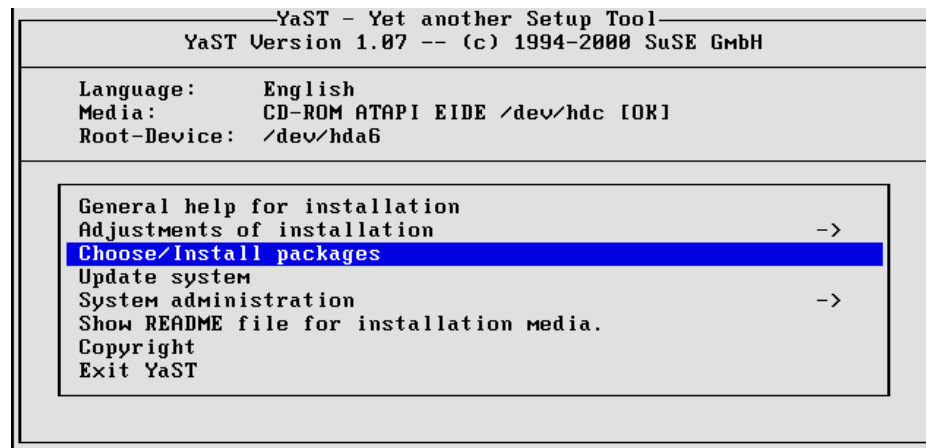 YaST - Yet another Setup Tool
YaST Version 1.07 -- (c) 1994-2000 SuSE GmbH
Language: English
Media: CD-ROM ATAPI EIDE /dev/hdc [OK]
Root-Device: /dev/hda6
General help for installation
Adjustments of installation ->
Choose/Install packages
Update system
System administration ->
Show README file for installation media.
Copyright
Exit YaST